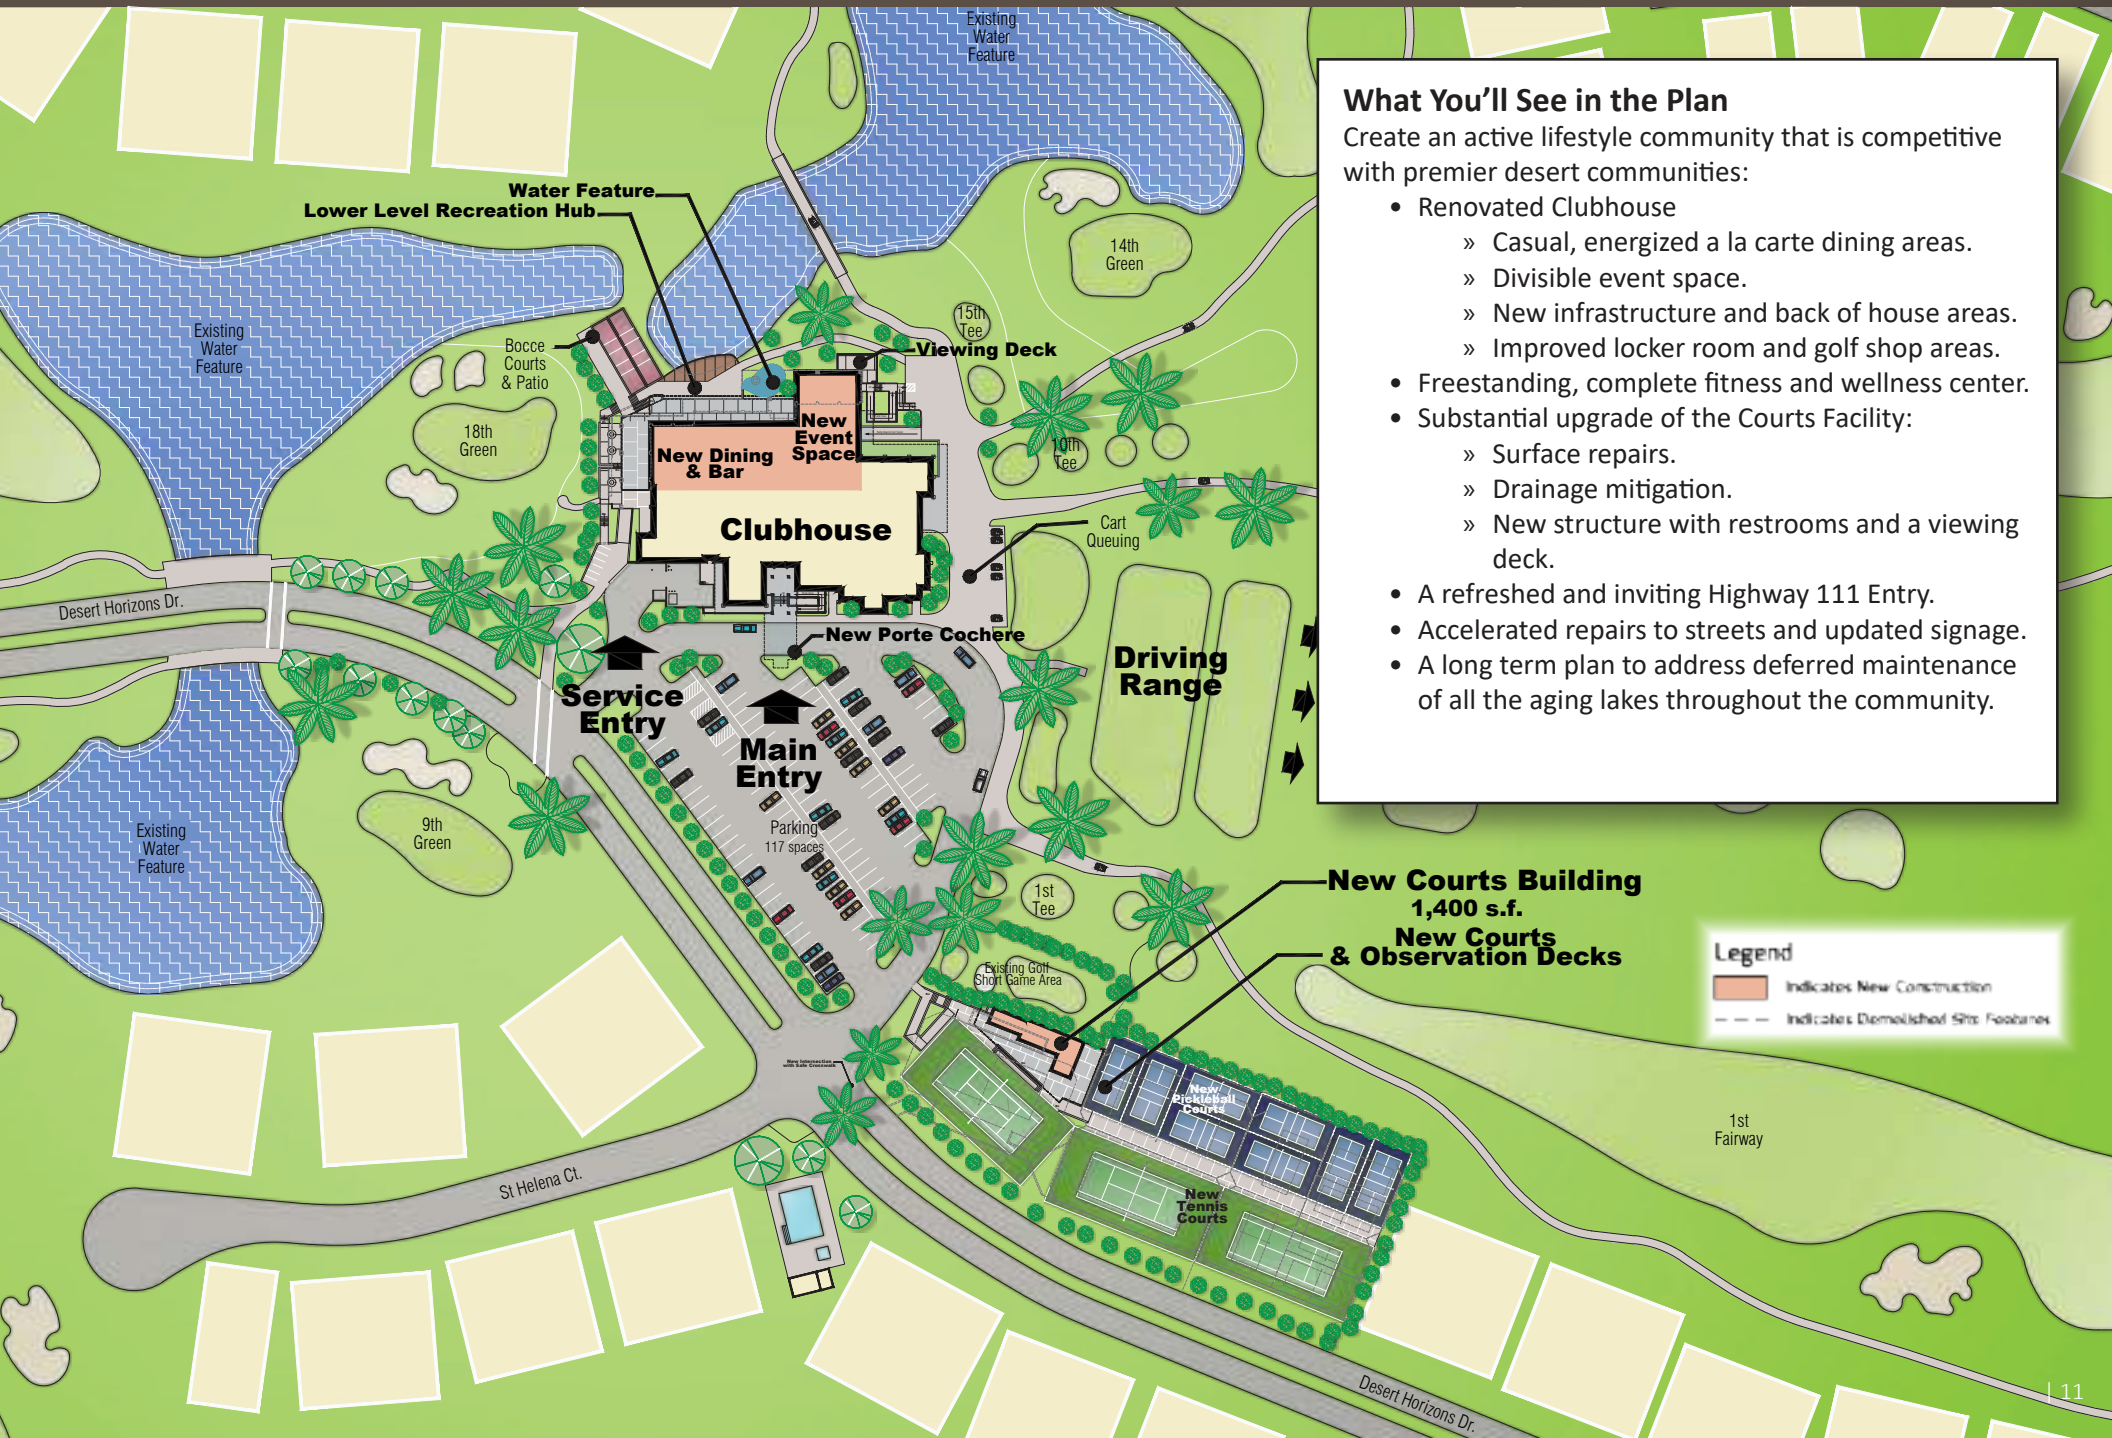 Existing
Water
Feature
What You'll See in the Plan
Create an active lifestyle community that is competitive
with premier desert communities:
• Renovated Clubhouse
» Casual, energized a la carte dining areas.
» Divisible event space.
» New infrastructure and back of house areas.
» Improved locker room and golf shop areas.
• Freestanding, complete fitness and wellness center.
• Substantial upgrade of the Courts Facility:
» Surface repairs.
» Drainage mitigation.
» New structure with restrooms and a viewing
deck.
• A refreshed and inviting Highway 111 Entry.
• Accelerated repairs to streets and updated signage.
• A long term plan to address deferred maintenance
of all the aging lakes throughout the community.
Water Feature
Lower Level Recreation Hub
14th
Green
15th
Tee
Existing
Water
Feature
Bocce
Courts
& Patio
Viewing Deck
18th
Green
New
Event
Space
New Dining
& Bar
10th
Tee
Clubhouse
Cart
Queuing
Desert Horizons Dr.
New Porte Cochere
Driving
Range
Service
Entry
Main
Entry
Parking
117 spaces
Existing
Water
Feature
9th
Green
1st
Tee
New Courts Building
1,400 s.f.
New Courts
& Observation Decks
Legend
Indicates New Construction
Indicates Demolished Site Features
Existing Golf
Short Game Area
New Intersection
with Safe Crosswalk
New
Pickleball
Courts
1st
Fairway
St Helena Ct.
New
Tennis
Courts
Desert Horizons Dr.
| 11